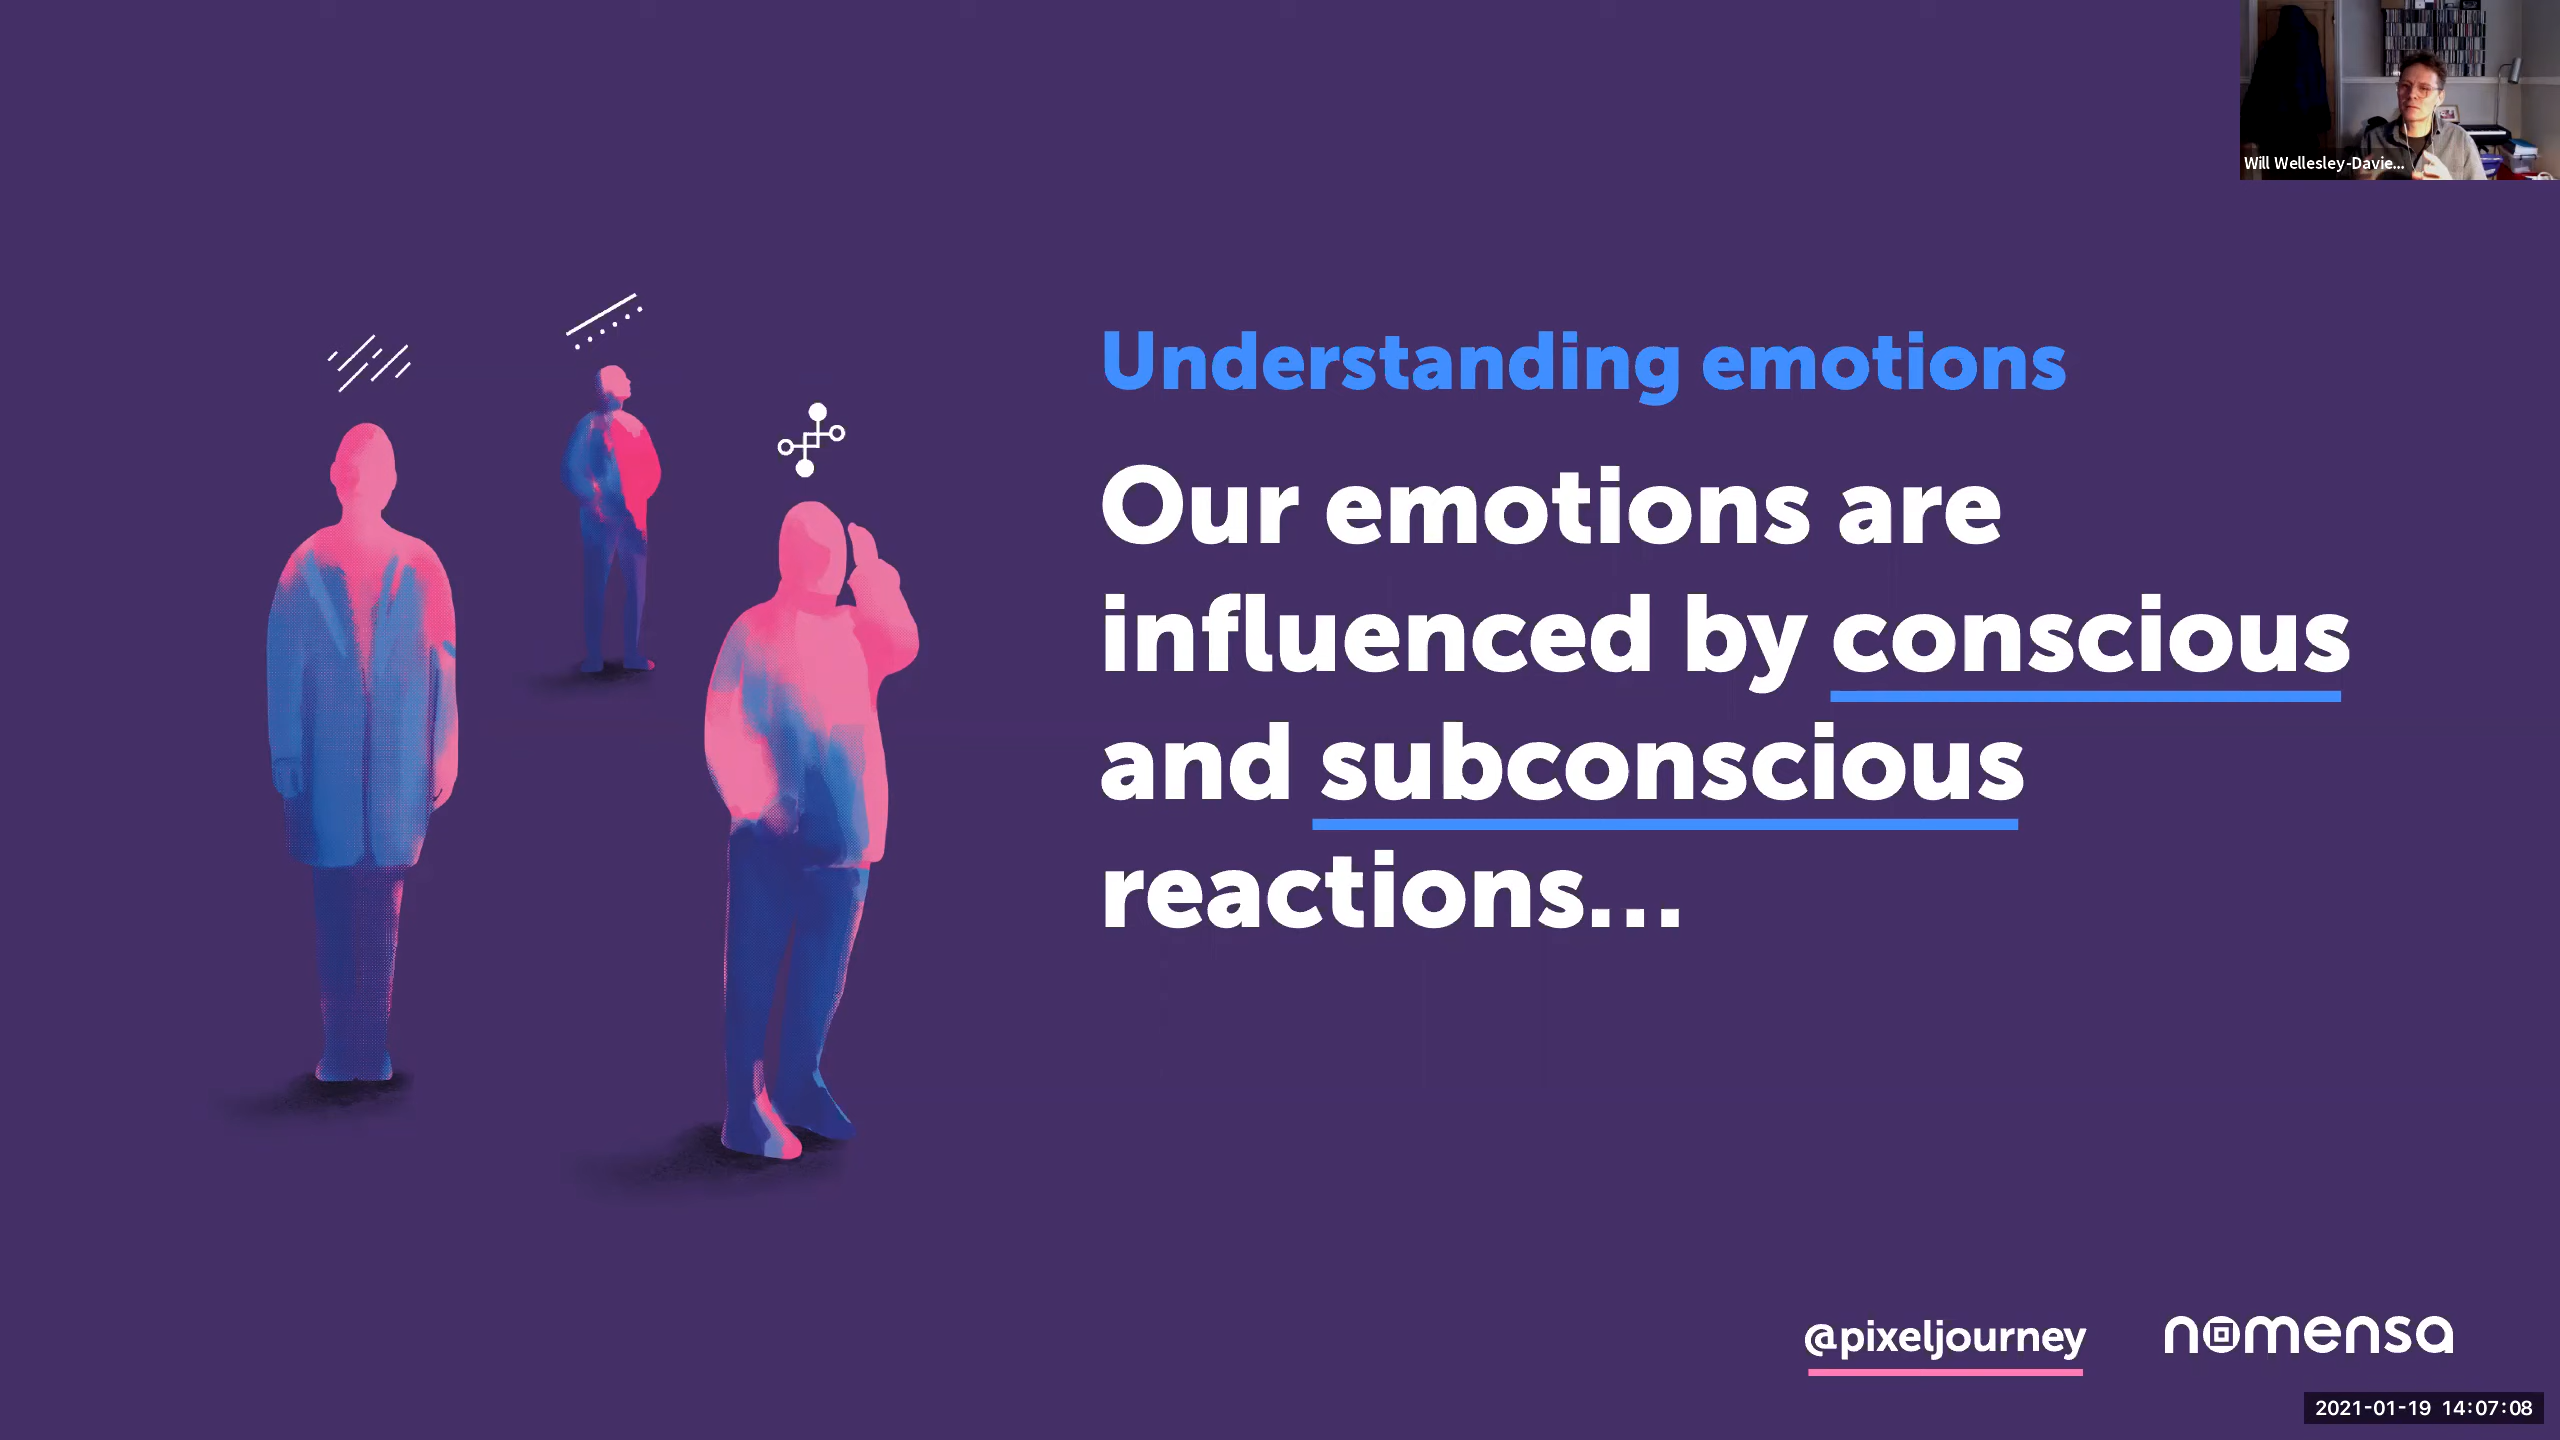 Will Wellesley-Davie...
Understanding emotions
Our emotions are
influenced by conscious
and subconscious
reactions...
@pixeljourney
nomensa
2021-01-19 14:07:08